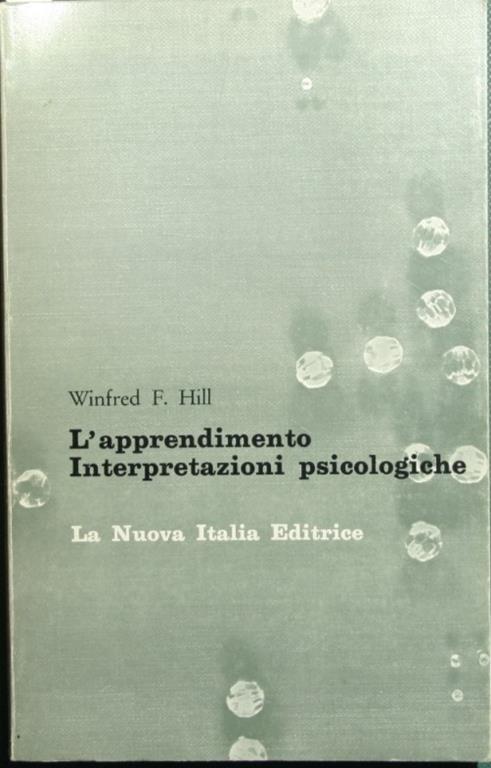 Winfred F. Hill
L'apprendimento
Interpretazioni psicologiche
La Nuova Italia Editrice